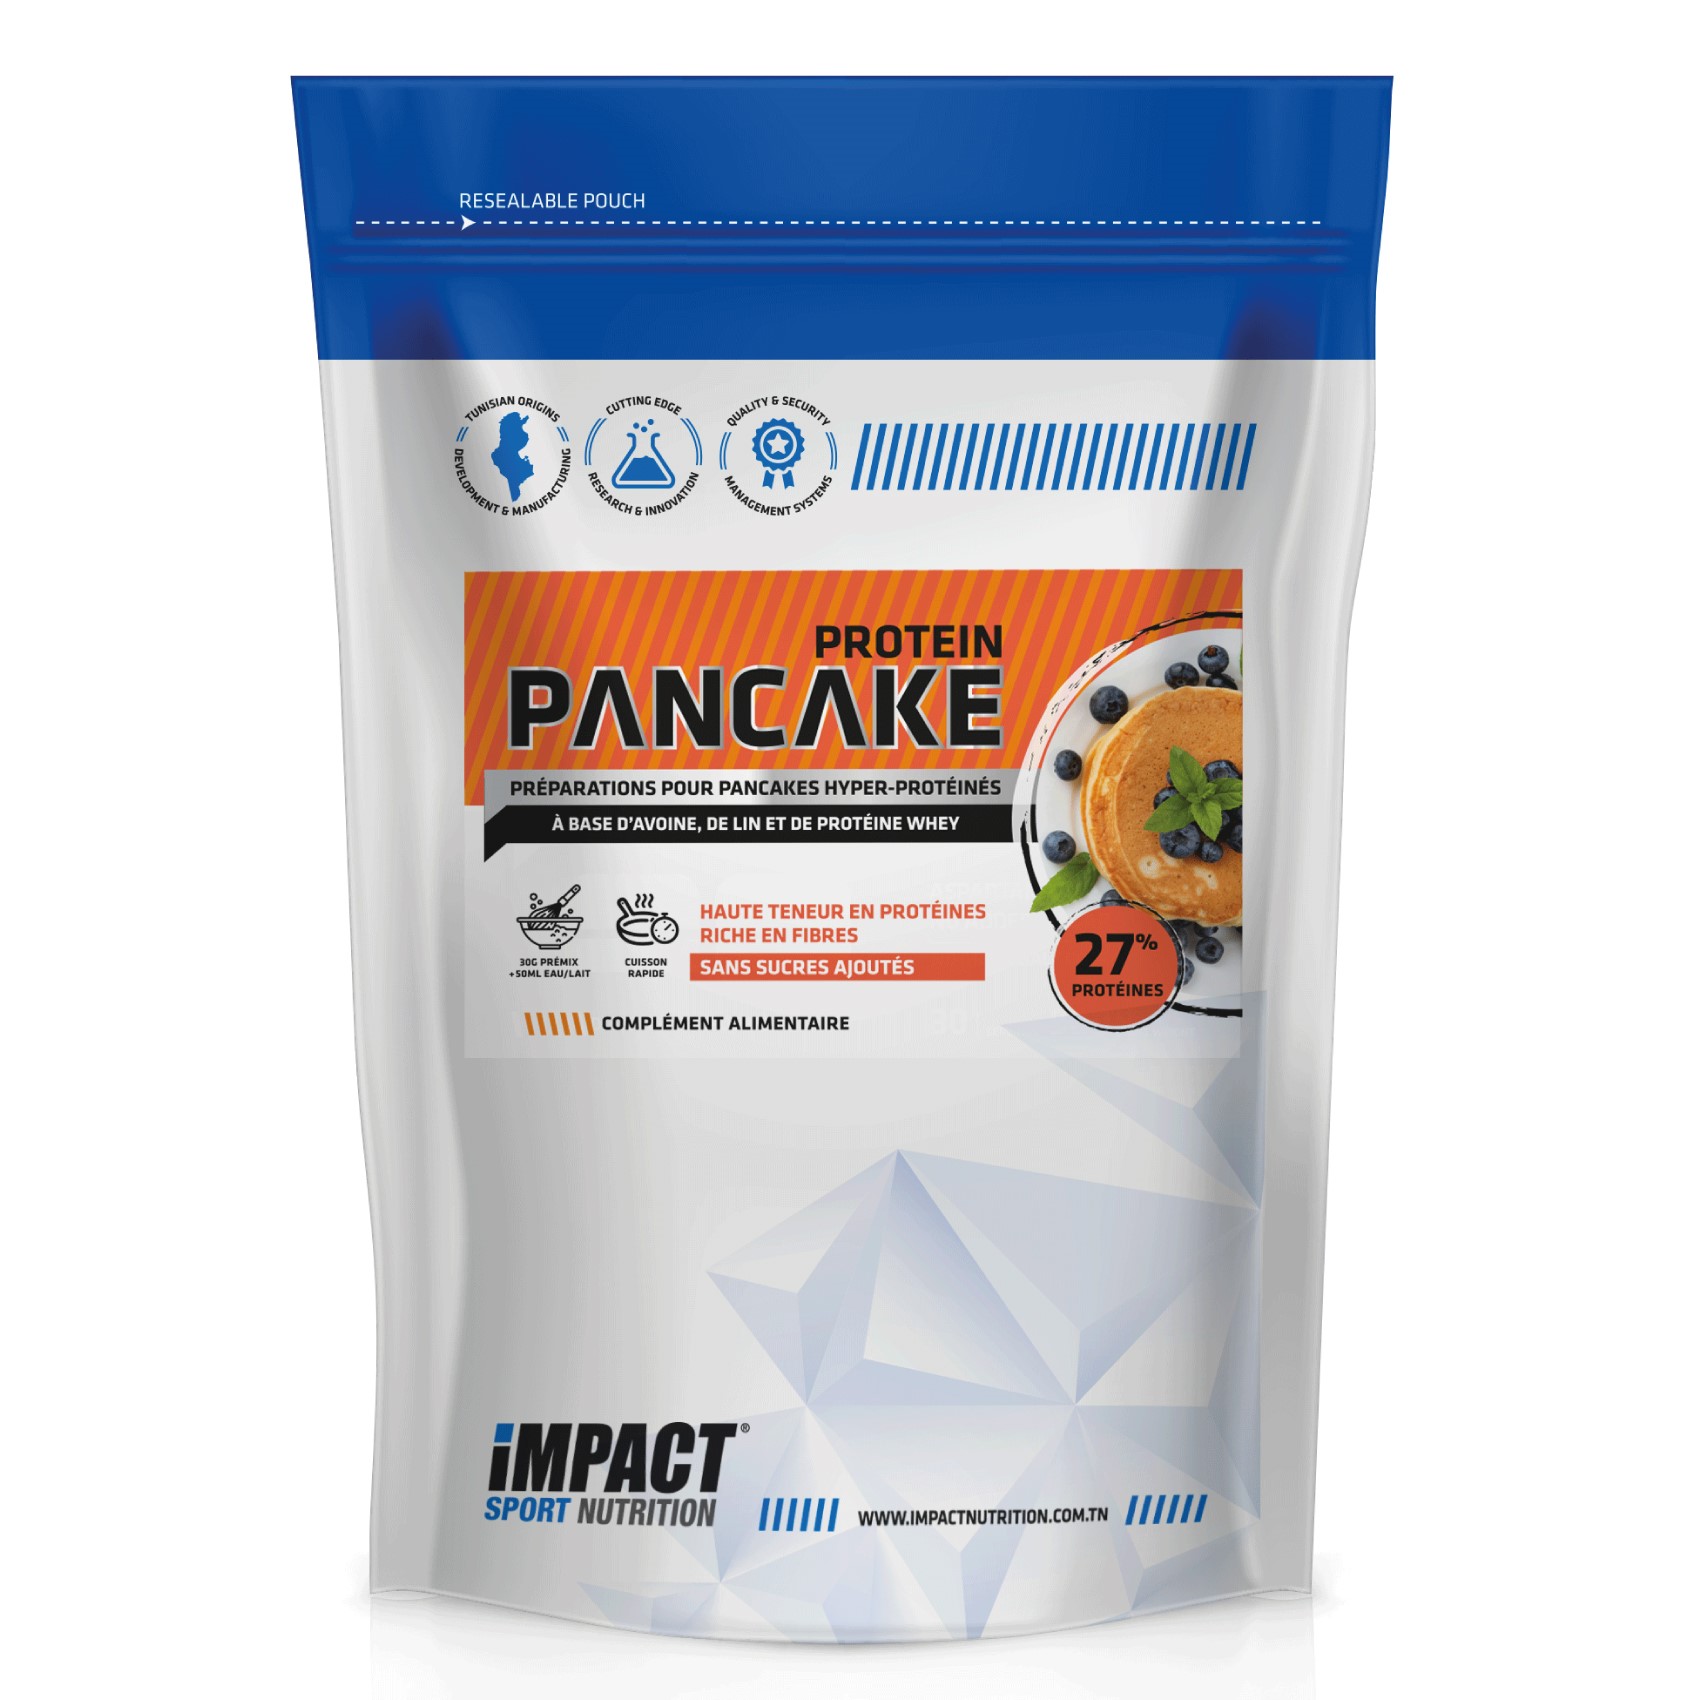 RESEALABLE POUCH
TUNISIAN ORIGINS
DEVELOPMENT & MANUFACTURING
CUTTING EDGE
RESEARCH & INNOVATION
QUALITY & SECURITY
MANAGEMENT SYSTEMS
PROTEIN
PANCAKE
PRÉPARATIONS POUR PANCAKES HYPER-PROTÉINÉS
À BASE D'AVOINE, DE LIN ET DE PROTÉINE WHEY
30G PRÉMIX
+50ML EAU/LAIT
CUISSON
RAPIDE
HAUTE TENEUR EN PROTÉINES
RICHE EN FIBRES
SANS SUCRES AJOUTÉS
27%
PROTÉINES
COMPLÉMENT ALIMENTAIRE
iMPACT®
SPORT NUTRITION
WWW.IMPACTNUTRITION.COM.TN